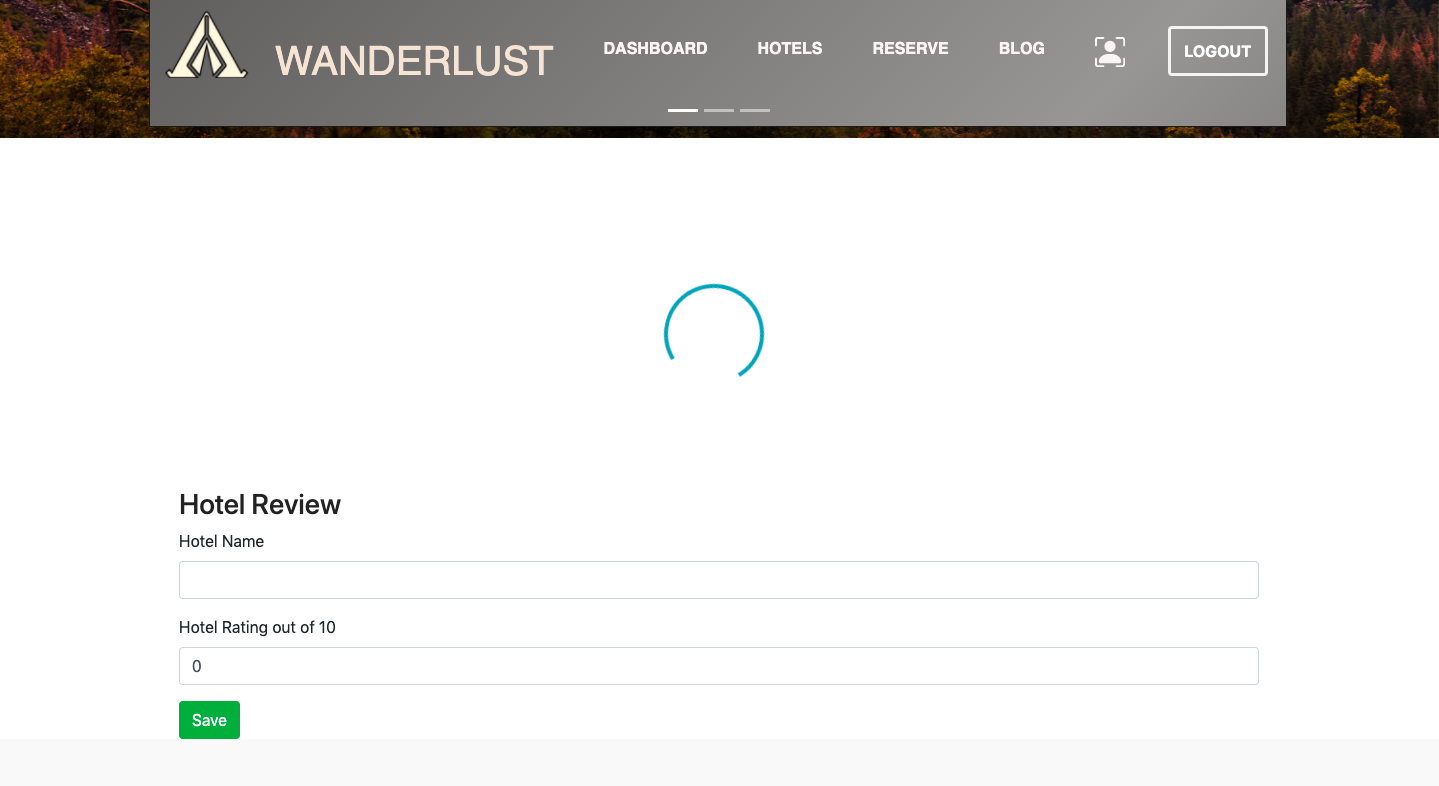 WANDERLUST
DASHBOARD
HOTELS
RESERVE
BLOG
LOGOUT
Hotel Review
Hotel Name
Hotel Rating out of 10
0
Save